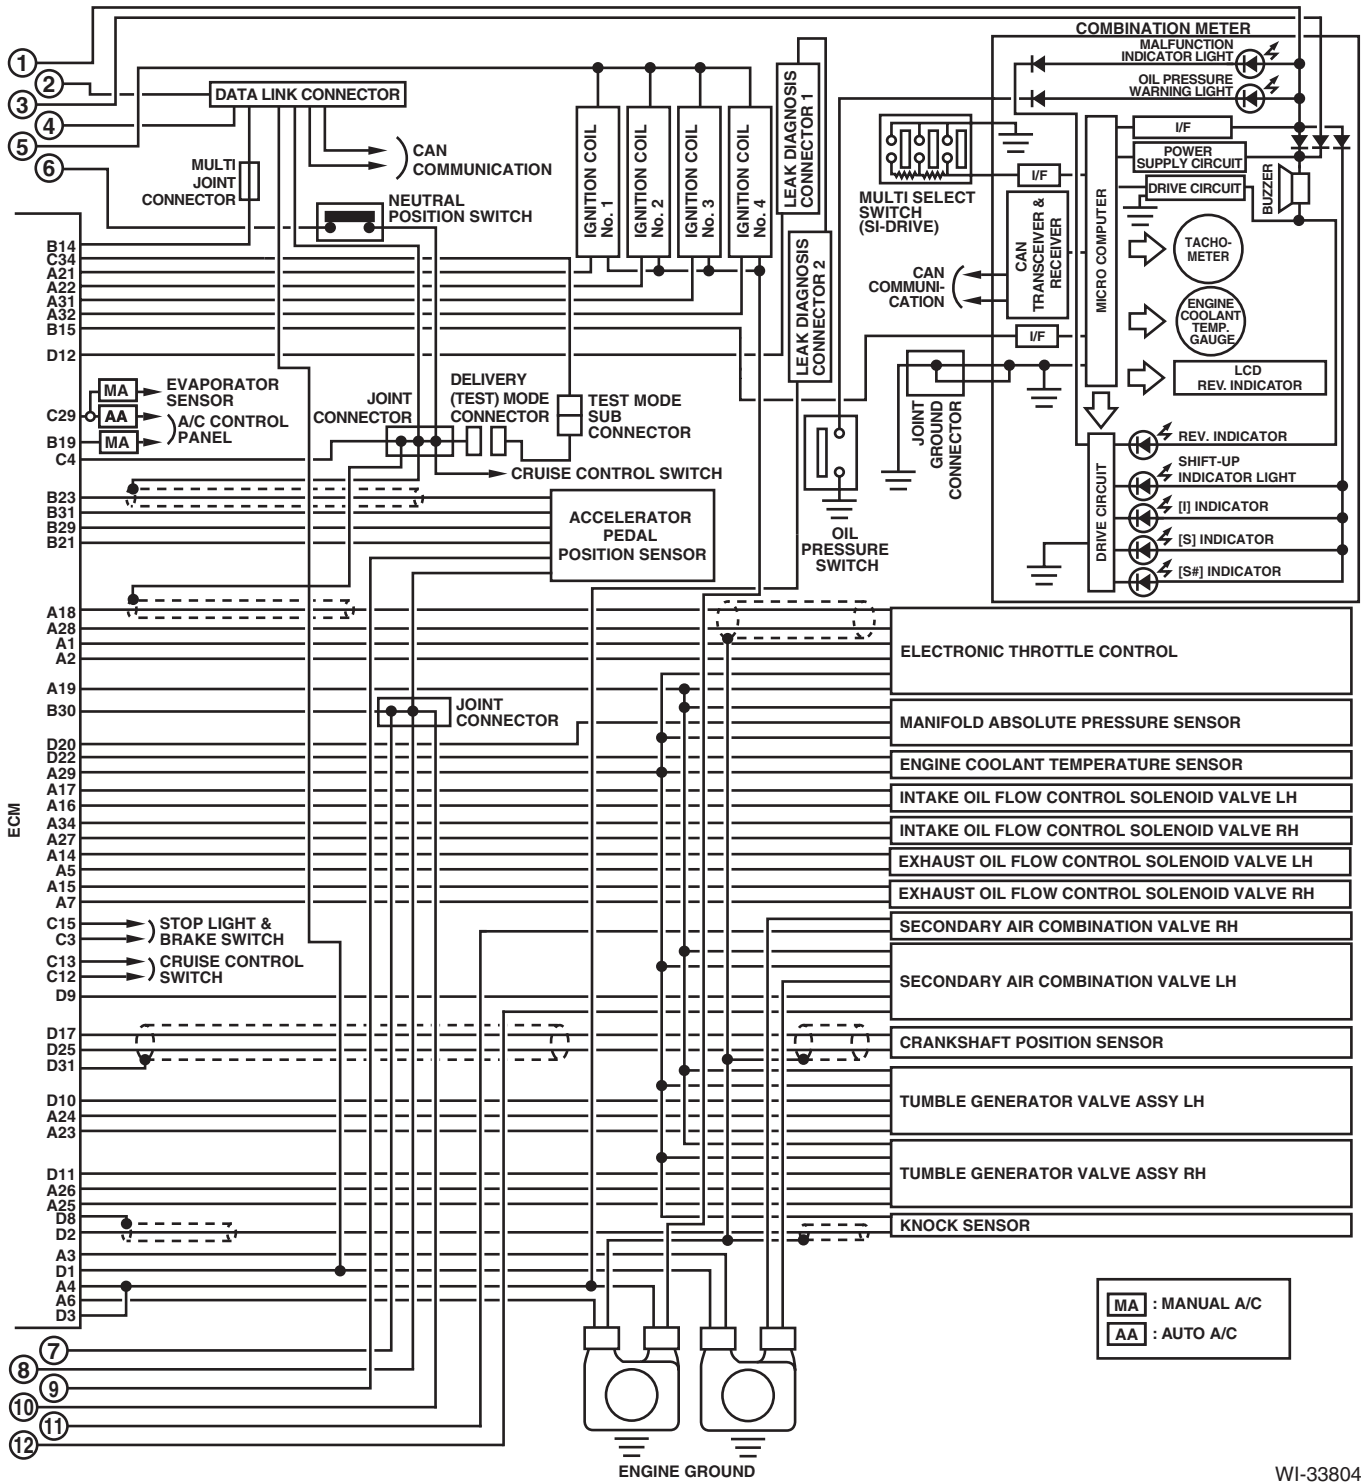 COMBINATION METER
MALFUNCTION
INDICATOR LIGHT
OIL PRESSURE
WARNING LIGHT
1
2
3
4
5
6
DATA LINK CONNECTOR
CAN
COMMUNICATION
MULTI
JOINT
CONNECTOR
NEUTRAL
POSITION SWITCH
IGNITION COIL
No. 1
IGNITION COIL
No. 2
IGNITION COIL
No. 3
IGNITION COIL
No. 4
LEAK DIAGNOSIS
CONNECTOR 1
LEAK DIAGNOSIS
CONNECTOR 2
MULTI SELECT
SWITCH
(SI-DRIVE)
I/F
POWER
SUPPLY CIRCUIT
DRIVE CIRCUIT
BUZZER
I/F
CAN
TRANSCEIVER &
RECEIVER
MICRO COMPUTER
CAN
COMMUNI-
CATION
I/F
TACHO-
METER
ENGINE
COOLANT
TEMP.
GAUGE
LCD
REV. INDICATOR
JOINT
GROUND
CONNECTOR
DRIVE CIRCUIT
REV. INDICATOR
SHIFT-UP
INDICATOR LIGHT
[I] INDICATOR
[S] INDICATOR
[S#] INDICATOR
OIL
PRESSURE
SWITCH
ECM
B14
C34
A21
A22
A31
A32
B15
D12
MA
EVAPORATOR
SENSOR
C29
AA
A/C CONTROL
PANEL
B19
MA
C4
JOINT
CONNECTOR
DELIVERY
(TEST) MODE
CONNECTOR
TEST MODE
SUB
CONNECTOR
CRUISE CONTROL SWITCH
B23
B31
B29
B21
ACCELERATOR
PEDAL
POSITION SENSOR
A18
A28
A1
A2
A19
ELECTRONIC THROTTLE CONTROL
B30
JOINT
CONNECTOR
MANIFOLD ABSOLUTE PRESSURE SENSOR
D20
D22
A29
ENGINE COOLANT TEMPERATURE SENSOR
A17
A16
INTAKE OIL FLOW CONTROL SOLENOID VALVE LH
A34
A27
INTAKE OIL FLOW CONTROL SOLENOID VALVE RH
A14
A5
EXHAUST OIL FLOW CONTROL SOLENOID VALVE LH
A15
A7
EXHAUST OIL FLOW CONTROL SOLENOID VALVE RH
C15
C3
STOP LIGHT &
BRAKE SWITCH
SECONDARY AIR COMBINATION VALVE RH
C13
C12
CRUISE CONTROL
SWITCH
SECONDARY AIR COMBINATION VALVE LH
D9
D17
D25
D31
CRANKSHAFT POSITION SENSOR
D10
A24
A23
TUMBLE GENERATOR VALVE ASSY LH
D11
A26
A25
TUMBLE GENERATOR VALVE ASSY RH
D8
D2
KNOCK SENSOR
A3
D1
A4
A6
D3
7
8
9
10
11
12
ENGINE GROUND
MA : MANUAL A/C
AA : AUTO A/C
WI-33804